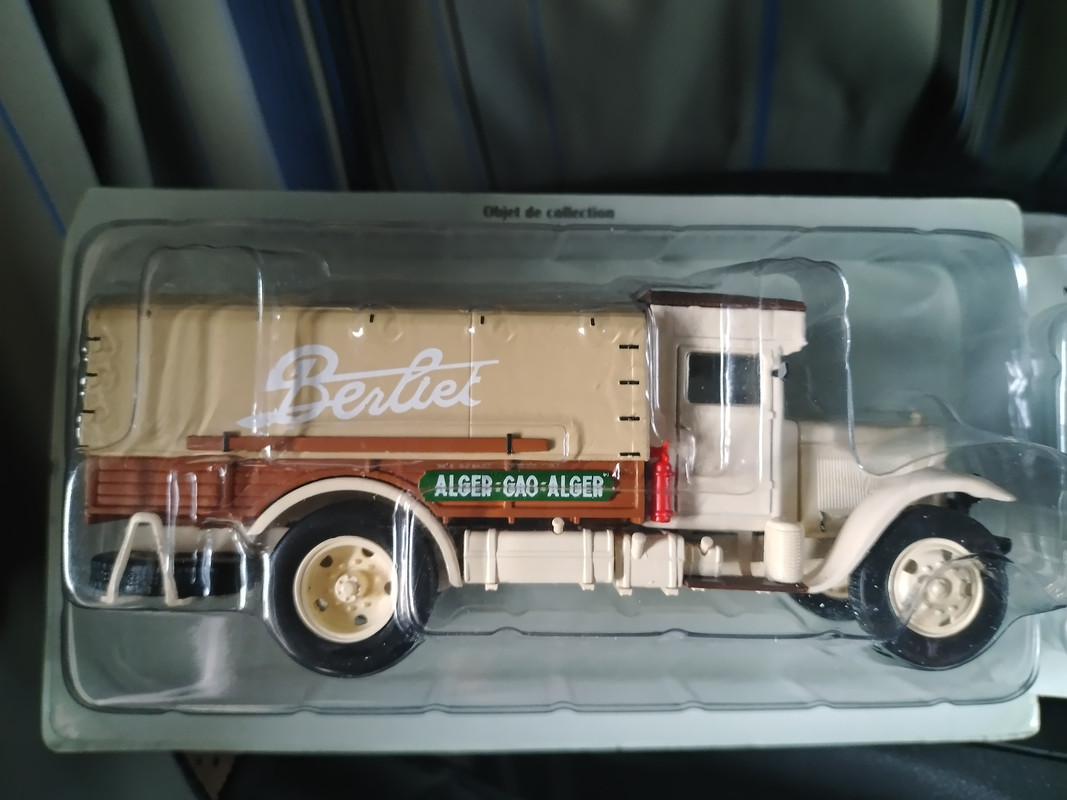 Objet de collection
Berliet
ALGER-GAO-ALGER